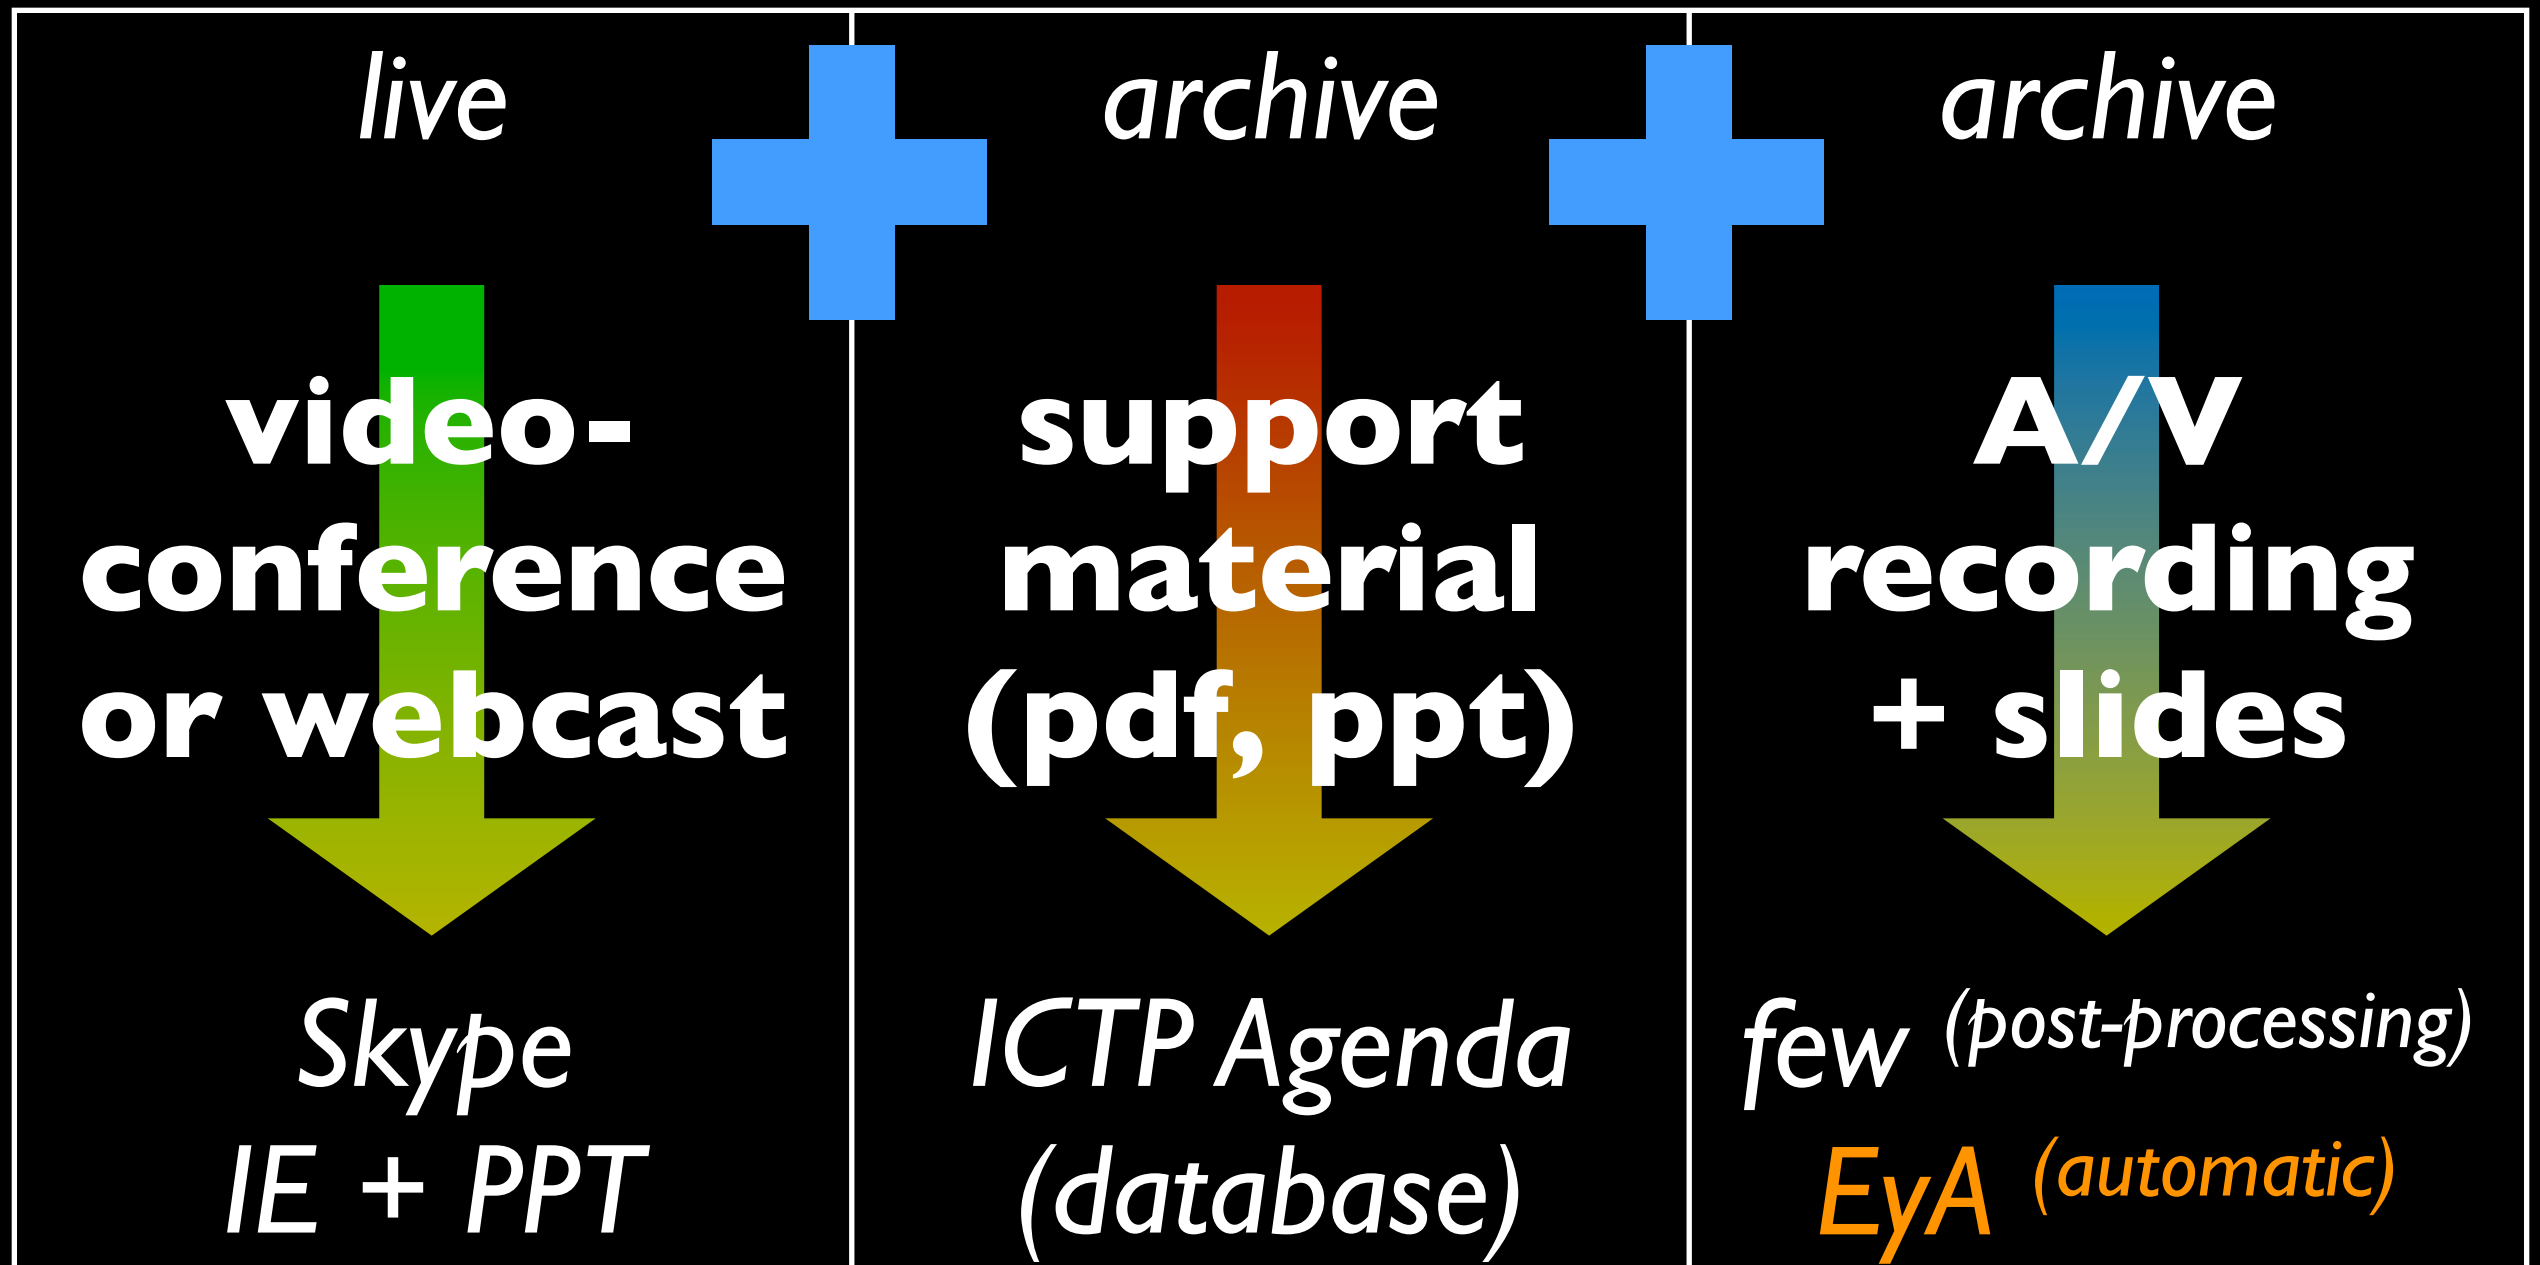 live
video-
conference
or webcast
Skype
IE + PPT
archive
support
material
(pdf, ppt)
ICTP Agenda
(database)
archive
A/V
recording
+ slides
few (post-processing)
EyA (automatic)